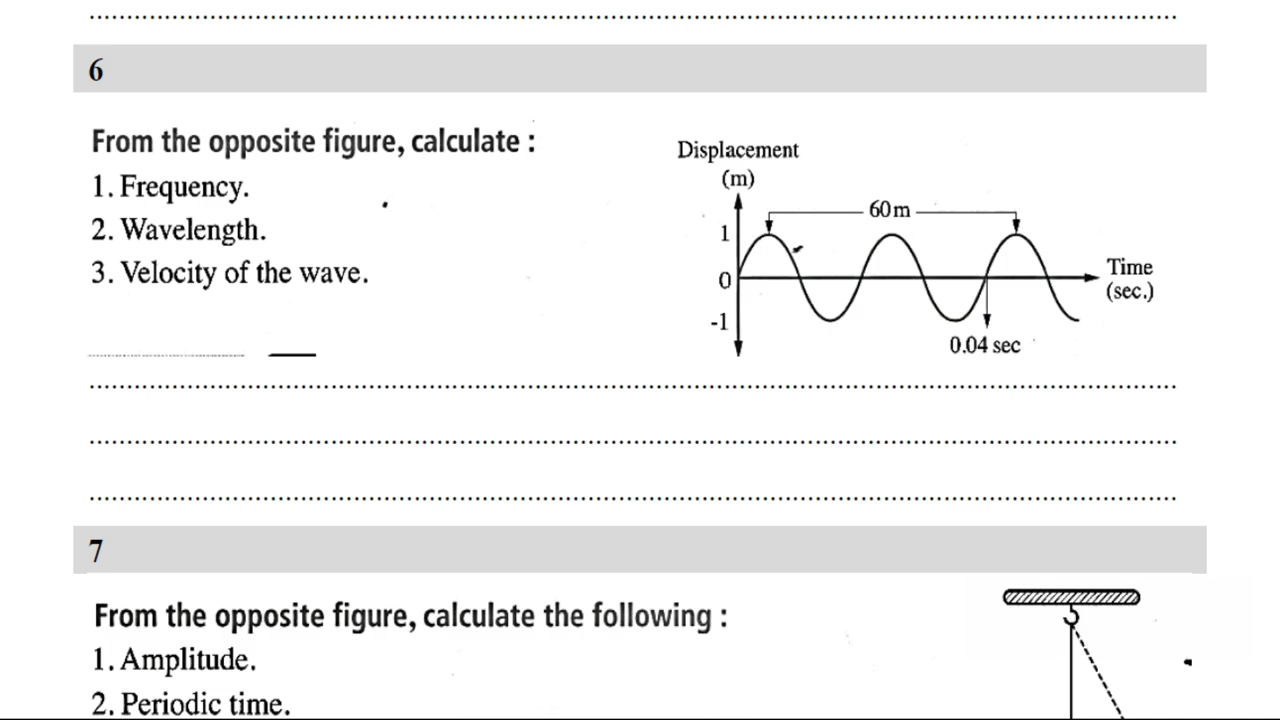 6
From the opposite figure, calculate :
1. Frequency.
2. Wavelength.
3. Velocity of the wave.
Displacement
(m)
60 m
1
0
-1
Time
(sec.)
0.04 sec
7
From the opposite figure, calculate the following :
1. Amplitude.
2. Periodic time.